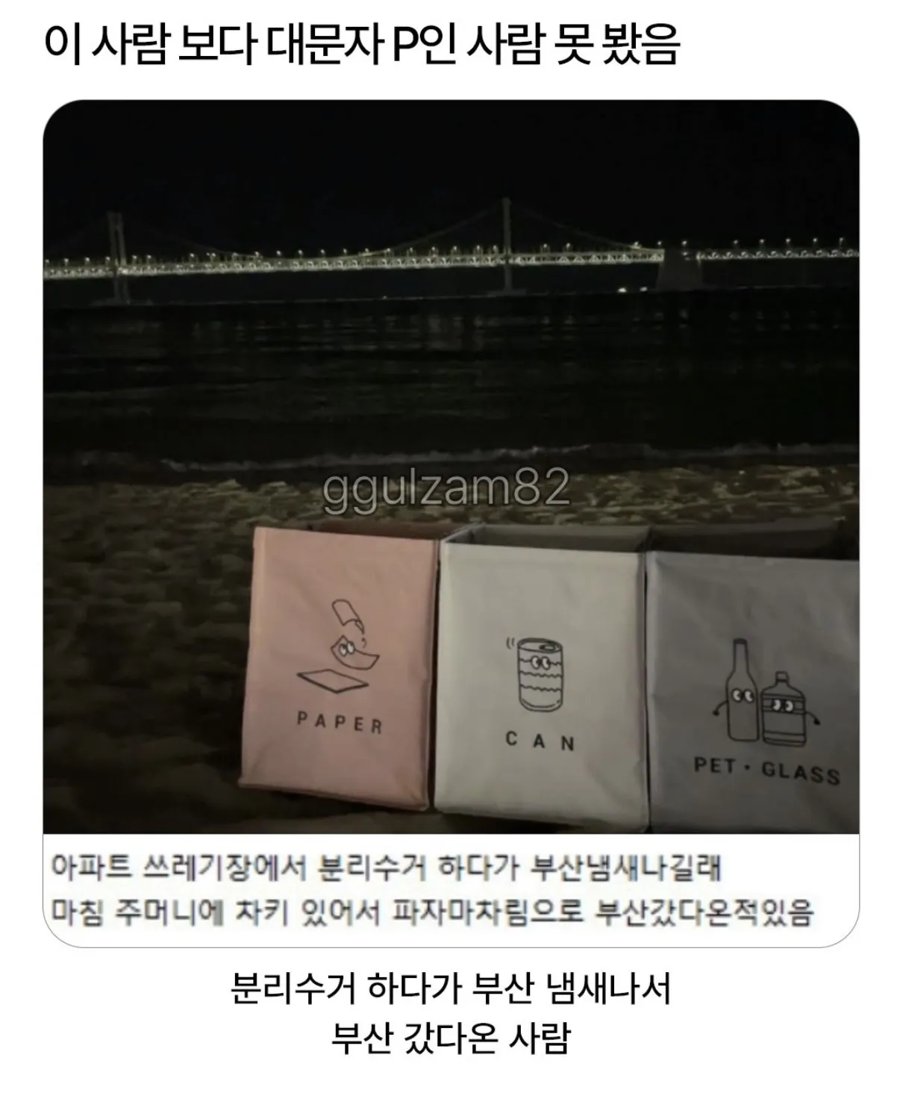 이 사람 보다 대문자 P인 사람 못 봤음
ggulzam82
PAPER
CAN
PET・GLASS
아파트 쓰레기장에서 분리수거 하다가 부산냄새나길래
마침 주머니에 차키 있어서 파자마차림으로 부산갔다온적있음
분리수거 하다가 부산 냄새나서
부산 갔다온 사람